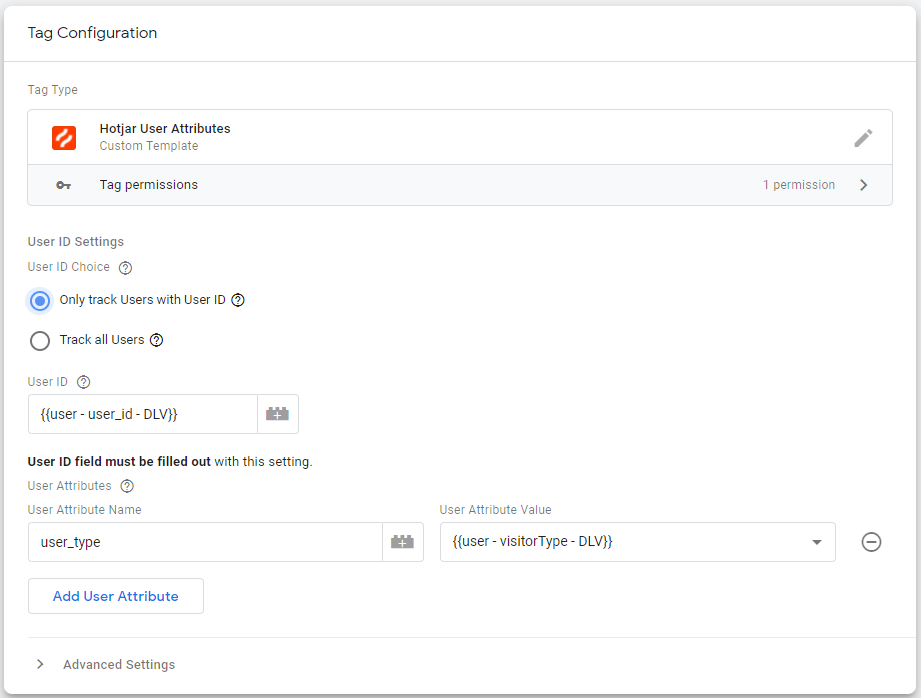 Tag Configuration
Tag Type
Hotjar User Attributes
Custom Template
Tag permissions 1 permission
User ID Settings
User ID Choice ?
Only track Users with User ID ?
Track all Users ?
User ID ?
{{user - user_id - DLV}}
User ID field must be filled out with this setting.
User Attributes ?
User Attribute Name User Attribute Value
user_type {{user - visitorType - DLV}}
Add User Attribute
Advanced Settings